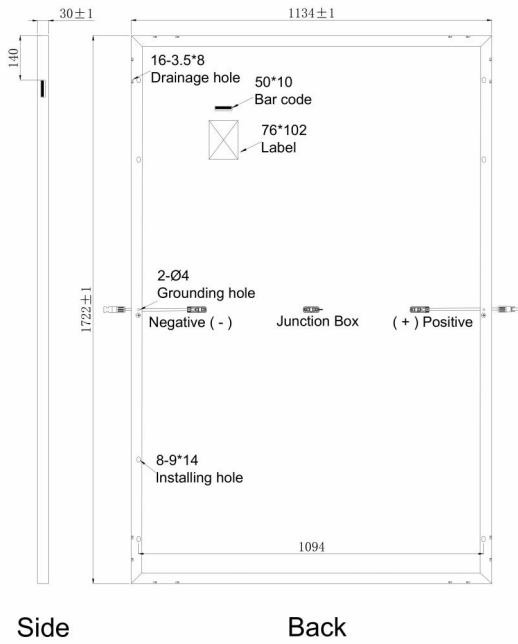 30±1
1134±1
140
16-3.5*8
Drainage hole
50*10
Bar code
76*102
Label
1722±1
2-Ø4
Grounding hole
Negative ( - )
Junction Box
( + ) Positive
8-9*14
Installing hole
1094
Side
Back